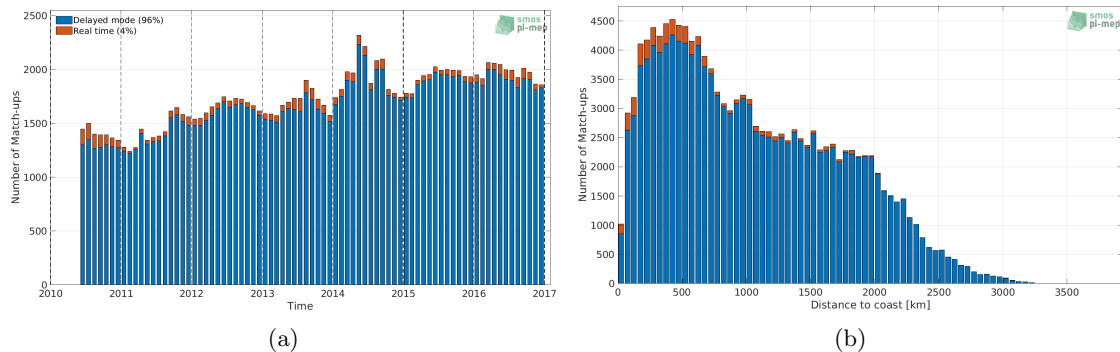 Delayed mode (96%)
Real time (4%)
smos
pi-mep
2500
2000
1500
1000
500
0
Number of Match-ups
2010 2011 2012 2013 2014 2015 2016 2017
Time
(a)
smos
pi-mep
4500
4000
3500
3000
2500
2000
1500
1000
500
0
Number of Match-ups
0 500 1000 1500 2000 2500 3000 3500
Distance to coast [km]
(b)